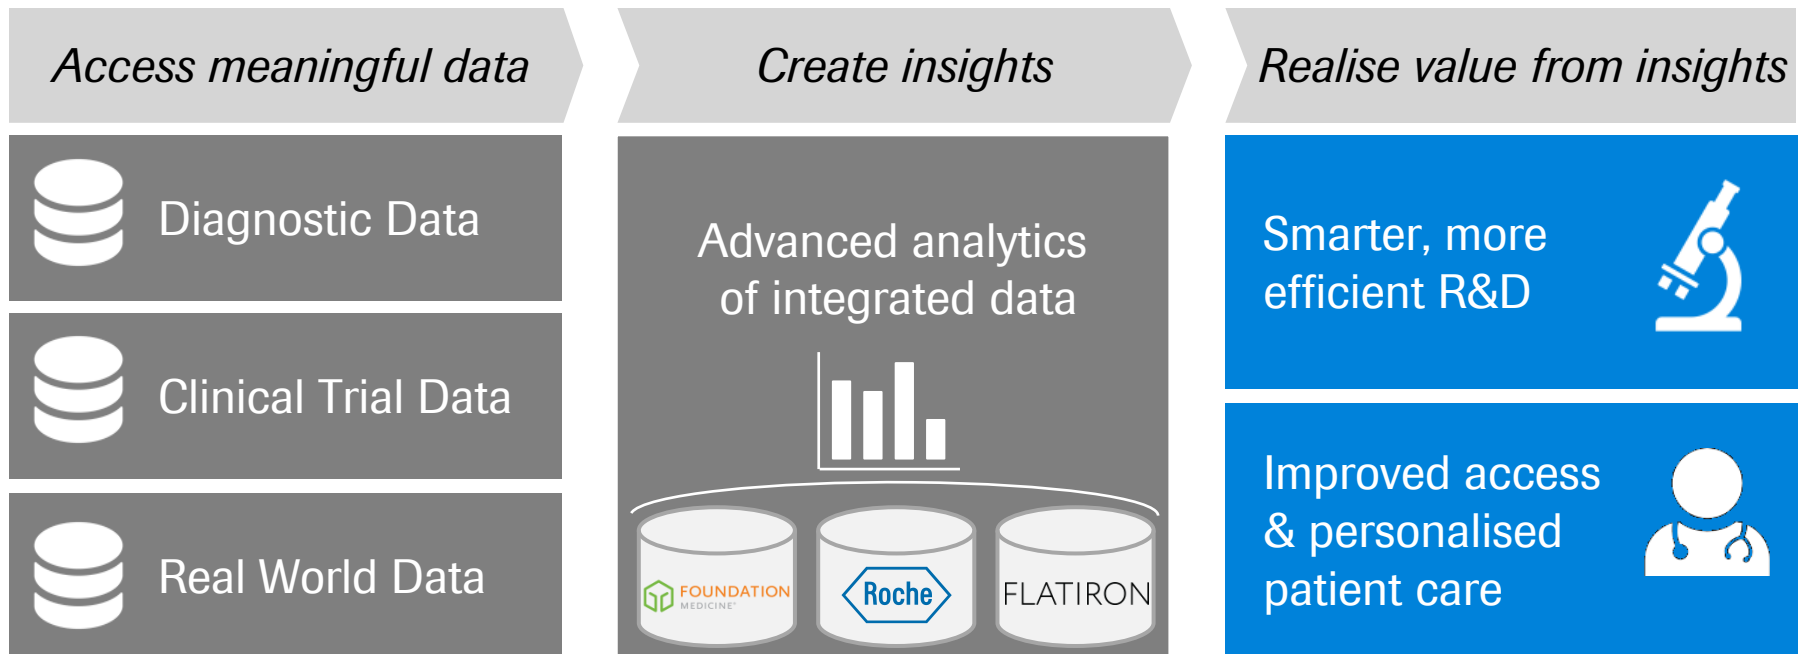 Access meaningful data
Create insights
Realise value from insights
Diagnostic Data
Clinical Trial Data
Real World Data
Advanced analytics
of integrated data
FOUNDATION
MEDICINE®
Roche
FLATIRON
Smarter, more
efficient R&D
Improved access
& personalised
patient care